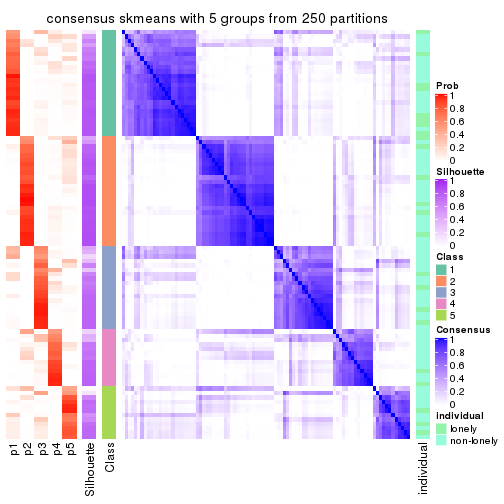 consensus skmeans with 5 groups from 250 partitions
Prob
1
0.8
0.6
0.4
0.2
0
Silhouette
1
0.8
0.6
0.4
0.2
0
Class
1
2
3
4
5
Consensus
1
0.8
0.6
0.4
0.2
0
individual
lonely
non-lonely
p1
p2
p3
p4
p5
Silhouette
Class
individual